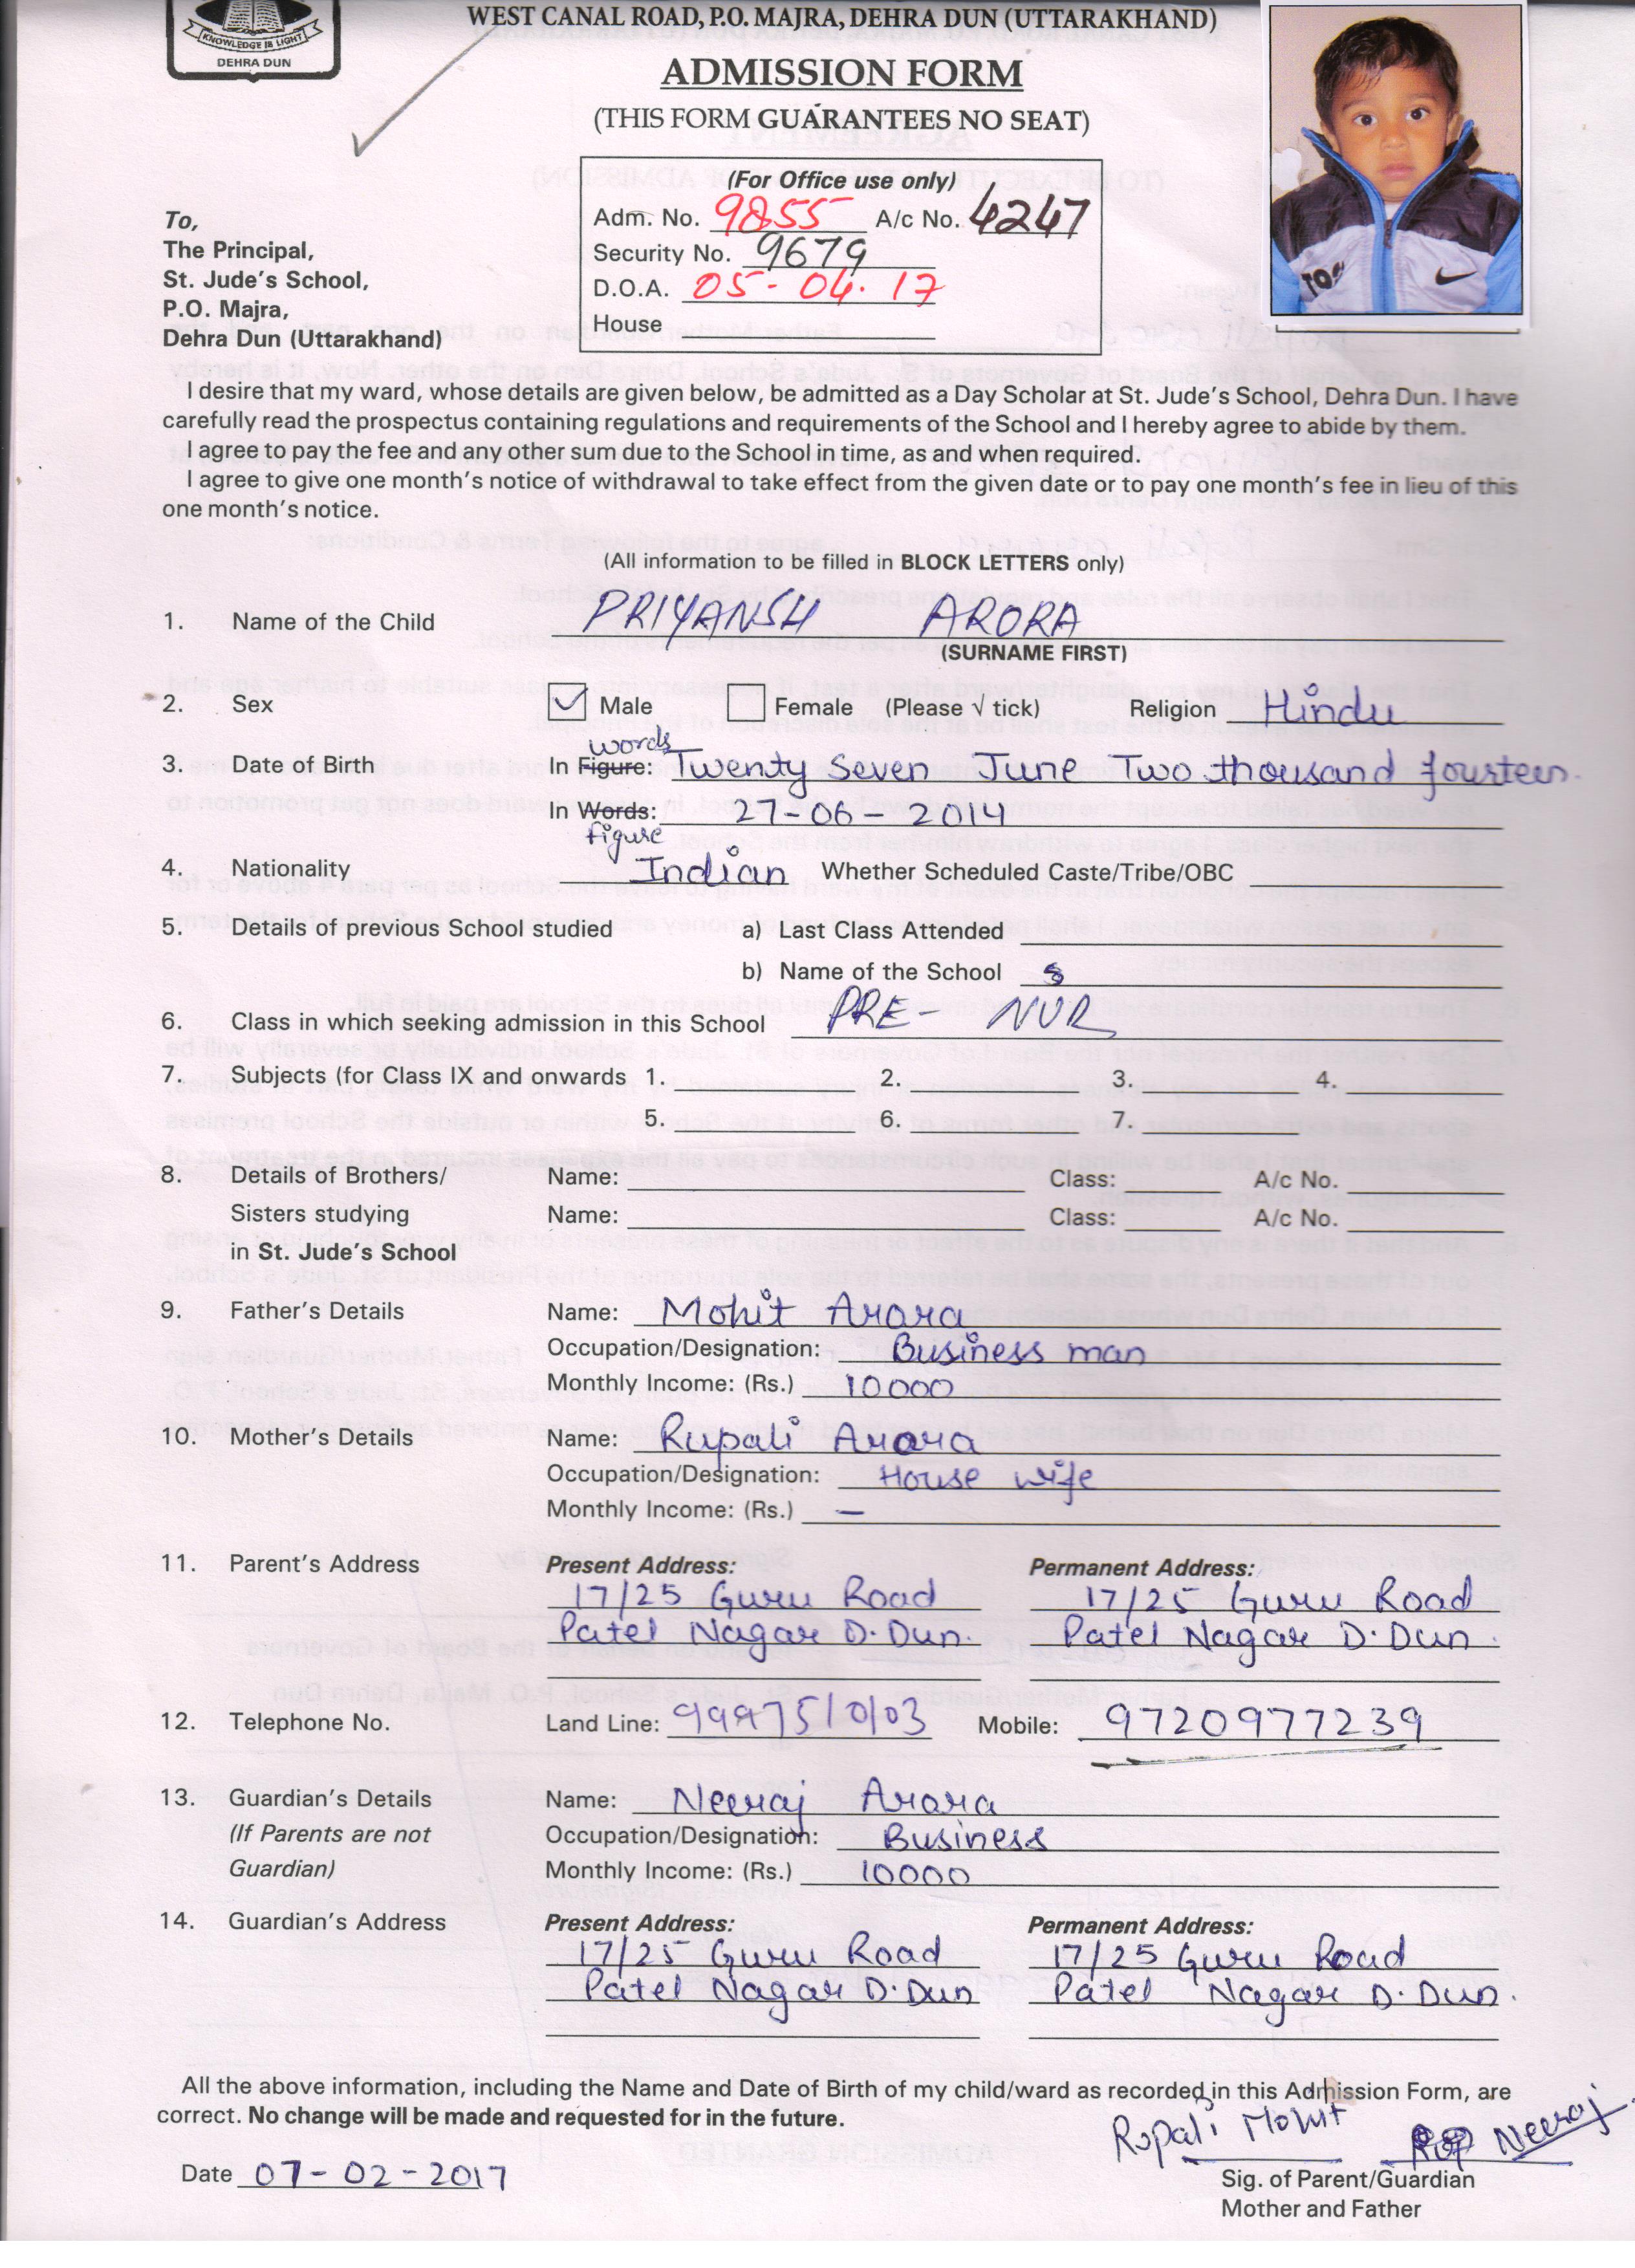 KNOWLEDGE IS LIGHT
DEHRA DUN
WEST CANAL ROAD, P.O. MAJRA, DEHRA DUN (UTTARAKHAND)
ADMISSION FORM
(THIS FORM GUARANTEES NO SEAT)
(For Office use only)
Adm. No. 9855 A/c No. 4247
Security No. 9679
D.O.A. 05-04.17
House
To,
The Principal,
St. Jude's School,
P.O. Majra,
Dehra Dun (Uttarakhand)
I desire that my ward, whose details are given below, be admitted as a Day Scholar at St. Jude's School, Dehra Dun. I have
carefully read the prospectus containing regulations and requirements of the School and I hereby agree to abide by them.
I agree to pay the fee and any other sum due to the School in time, as and when required.
I agree to give one month's notice of withdrawal to take effect from the given date or to pay one month's fee in lieu of this
one month's notice.
(All information to be filled in BLOCK LETTERS only)
1. Name of the Child PRIYANSH ARORA
(SURNAME FIRST)
2. Sex Male Female (Please √ tick) Religion Hindu
words
3. Date of Birth In Figure: Twenty Seven June Two thousand fourteen.
In Words: 27-06-2014
figure
4. Nationality Indian Whether Scheduled Caste/Tribe/OBC
5. Details of previous School studied a) Last Class Attended
b) Name of the School
6. Class in which seeking admission in this School PRE- NUR
7. Subjects (for Class IX and onwards 1. 2. 3. 4.
5. 6. 7.
8. Details of Brothers/ Name: Class: A/c No.
Sisters studying Name: Class: A/c No.
in St. Jude's School
9. Father's Details Name: Mohit Arora
Occupation/Designation: Business man
Monthly Income: (Rs.) 10000
10. Mother's Details Name: Rupali Arora
Occupation/Designation: House wife
Monthly Income: (Rs.) —
11. Parent's Address Present Address: Permanent Address:
17/25 Guru Road 17/25 Guru Road
Patel Nagar D.Dun. Patel Nagar D.Dun.
12. Telephone No. Land Line: 9997510103 Mobile: 9720977239
13. Guardian's Details Name: Neeraj Arora
(If Parents are not Occupation/Designation: Business
Guardian) Monthly Income: (Rs.) 10000
14. Guardian's Address Present Address: Permanent Address:
17/25 Guru Road 17/25 Guru Road
Patel Nagar D.Dun Patel Nagar D.Dun.
All the above information, including the Name and Date of Birth of my child/ward as recorded in this Admission Form, are
correct. No change will be made and requested for in the future.
Rupali Mohit Neeraj
Date 07-02-2017
Sig. of Parent/Guardian
Mother and Father